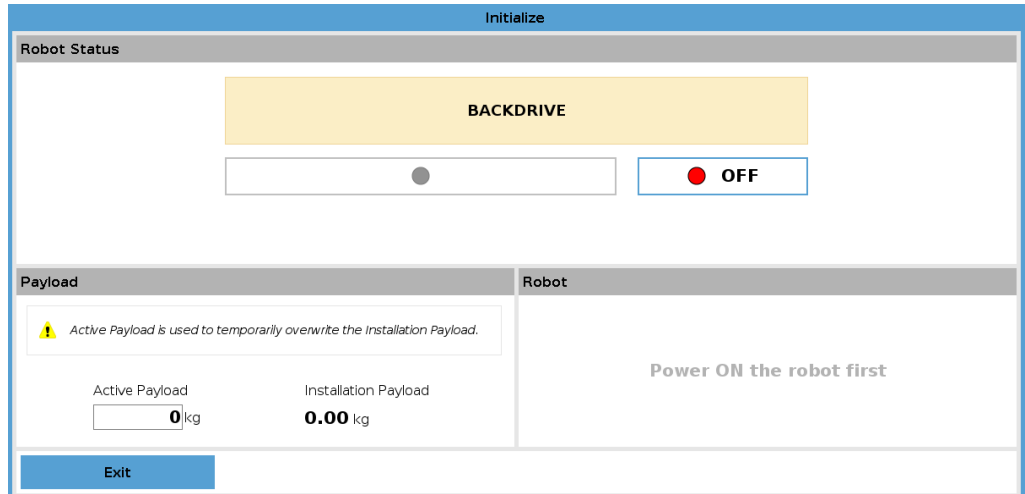 Initialize
Robot Status
BACKDRIVE
OFF
Payload
Active Payload is used to temporarily overwrite the Installation Payload.
Active Payload
Installation Payload
0 kg
0.00 kg
Robot
Power ON the robot first
Exit